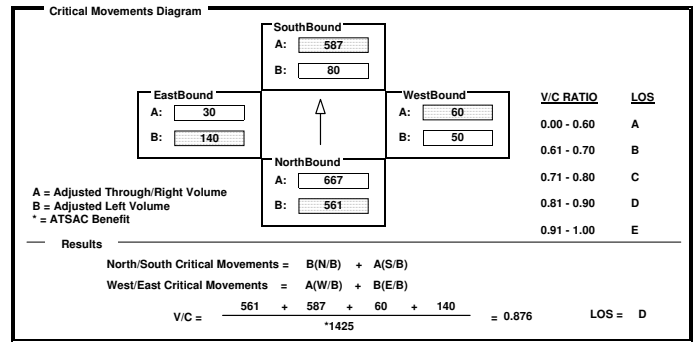 Critical Movements Diagram
SouthBound
A: 587
B: 80
EastBound
A: 30
B: 140
WestBound
A: 60
B: 50
NorthBound
A: 667
B: 561
V/C RATIO LOS
0.00 - 0.60 A
0.61 - 0.70 B
0.71 - 0.80 C
0.81 - 0.90 D
0.91 - 1.00 E
A = Adjusted Through/Right Volume
B = Adjusted Left Volume
* = ATSAC Benefit
Results
North/South Critical Movements = B(N/B) + A(S/B)
West/East Critical Movements = A(W/B) + B(E/B)
V/C = 561 + 587 + 60 + 140 = 0.876 LOS = D
*1425